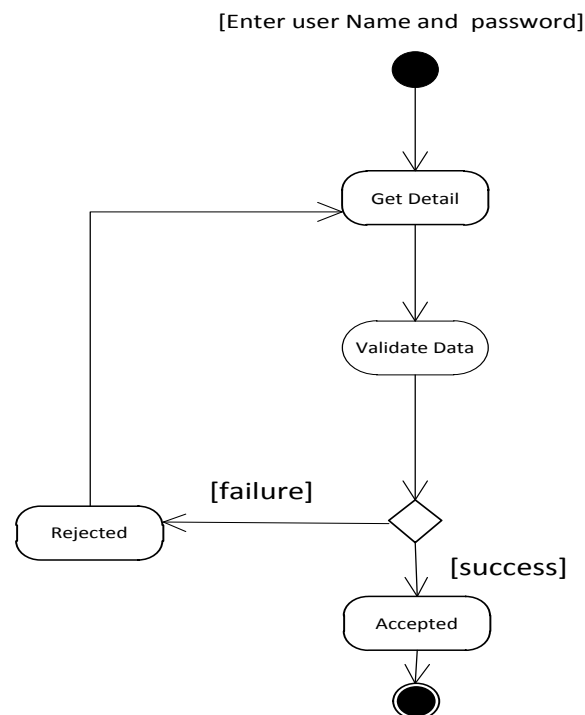 [Enter user Name and  password]
Get Detail
Validate Data
[failure]
Rejected
[success]
Accepted